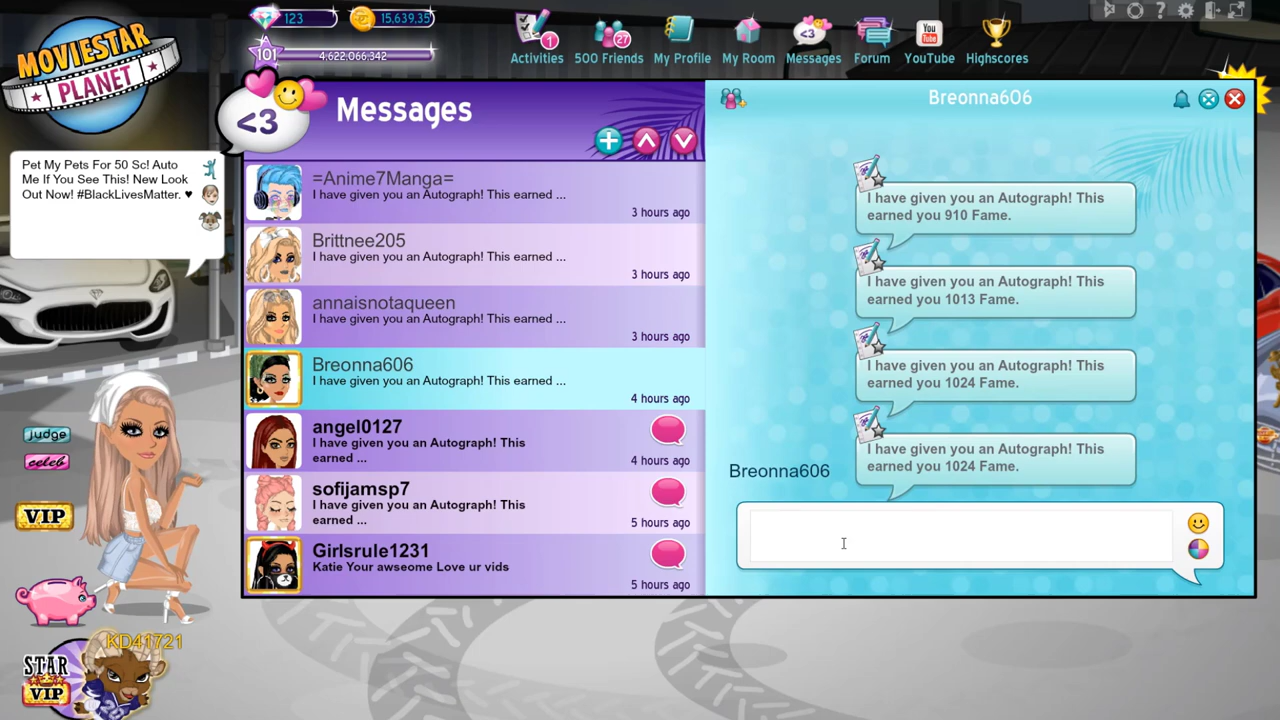 MOVIESTAR
PLANET
123
15,639.35
101
4,622,066,342
1
Activities
27
500 Friends
My Profile
My Room
<3
Messages
Forum
You
Tube
YouTube
Highscores
?
Pet My Pets For 50 Sc! Auto
Me If You See This! New Look
Out Now! #BlackLivesMatter. ♥
<3
Messages
=Anime7Manga=
I have given you an Autograph! This earned ...
3 hours ago
Brittnee205
I have given you an Autograph! This earned ...
3 hours ago
annaisnotaqueen
I have given you an Autograph! This earned ...
3 hours ago
Breonna606
I have given you an Autograph! This earned ...
4 hours ago
angel0127
I have given you an Autograph! This
earned ...
4 hours ago
sofijamsp7
I have given you an Autograph! This
earned ...
5 hours ago
Girlsrule1231
Katie Your awseome Love ur vids
5 hours ago
Breonna606
I have given you an Autograph! This
earned you 910 Fame.
I have given you an Autograph! This
earned you 1013 Fame.
I have given you an Autograph! This
earned you 1024 Fame.
I have given you an Autograph! This
earned you 1024 Fame.
Breonna606
judge
celeb
VIP
KD41721
STAR
VIP